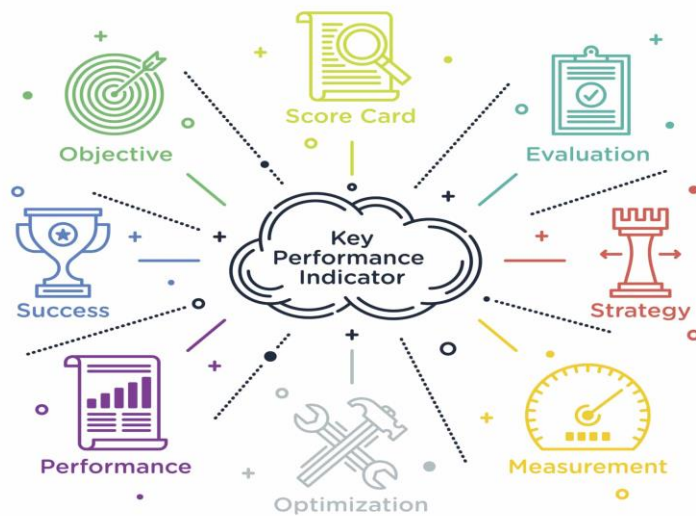 Score Card
Objective
Evaluation
Key
Performance
Indicator
Success
Strategy
Performance
Measurement
Optimization